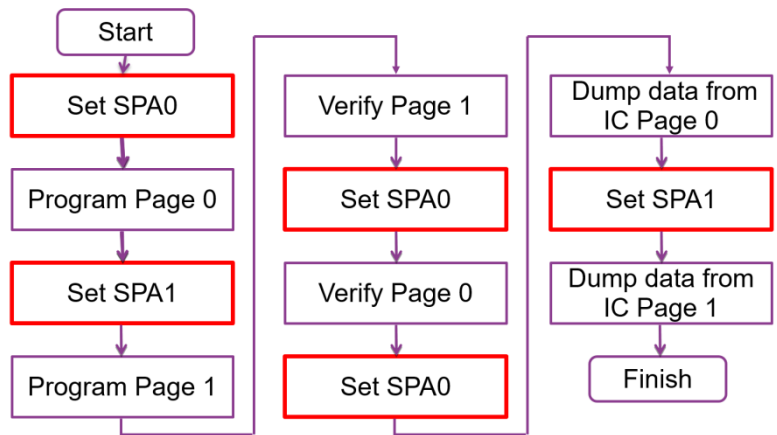 Start
Set SPA0
Program Page 0
Set SPA1
Program Page 1
Verify Page 1
Set SPA0
Verify Page 0
Set SPA0
Dump data from
IC Page 0
Set SPA1
Dump data from
IC Page 1
Finish